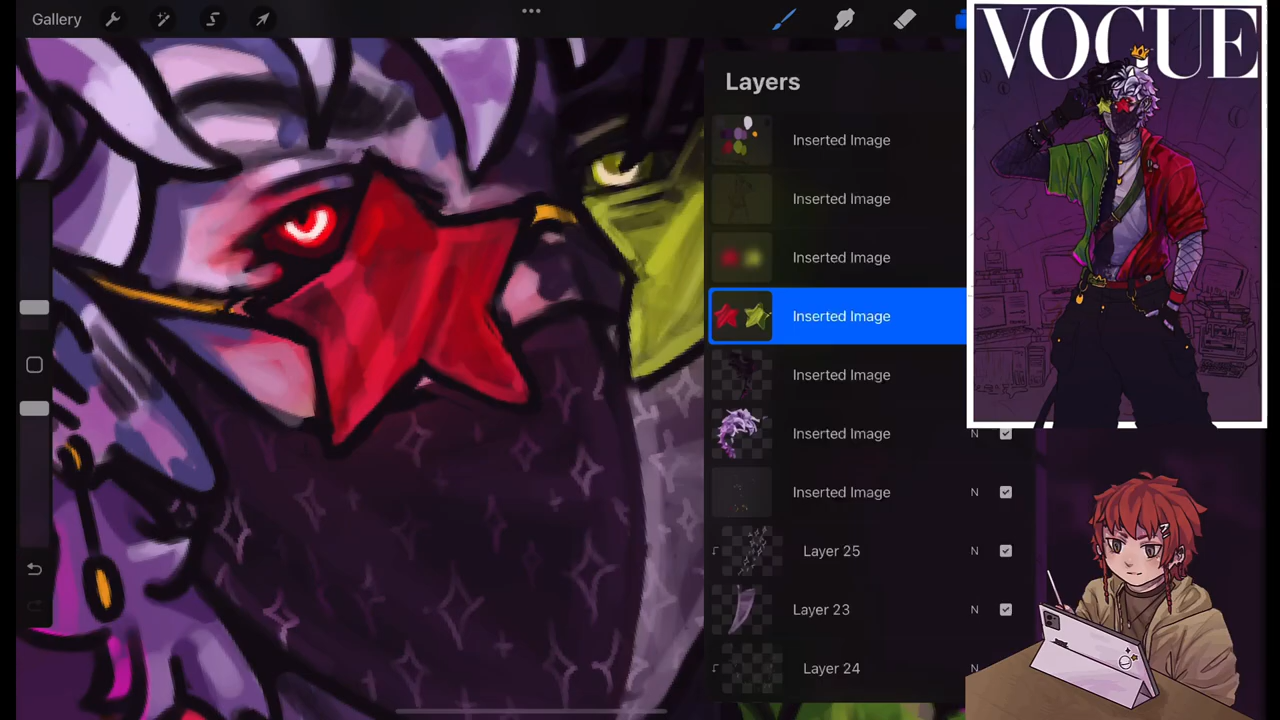 Gallery
Layers
Inserted Image
Inserted Image
Inserted Image
Inserted Image
Inserted Image
Inserted Image N
Inserted Image N
Layer 25 N
Layer 23 N
Layer 24 N
VOGUE